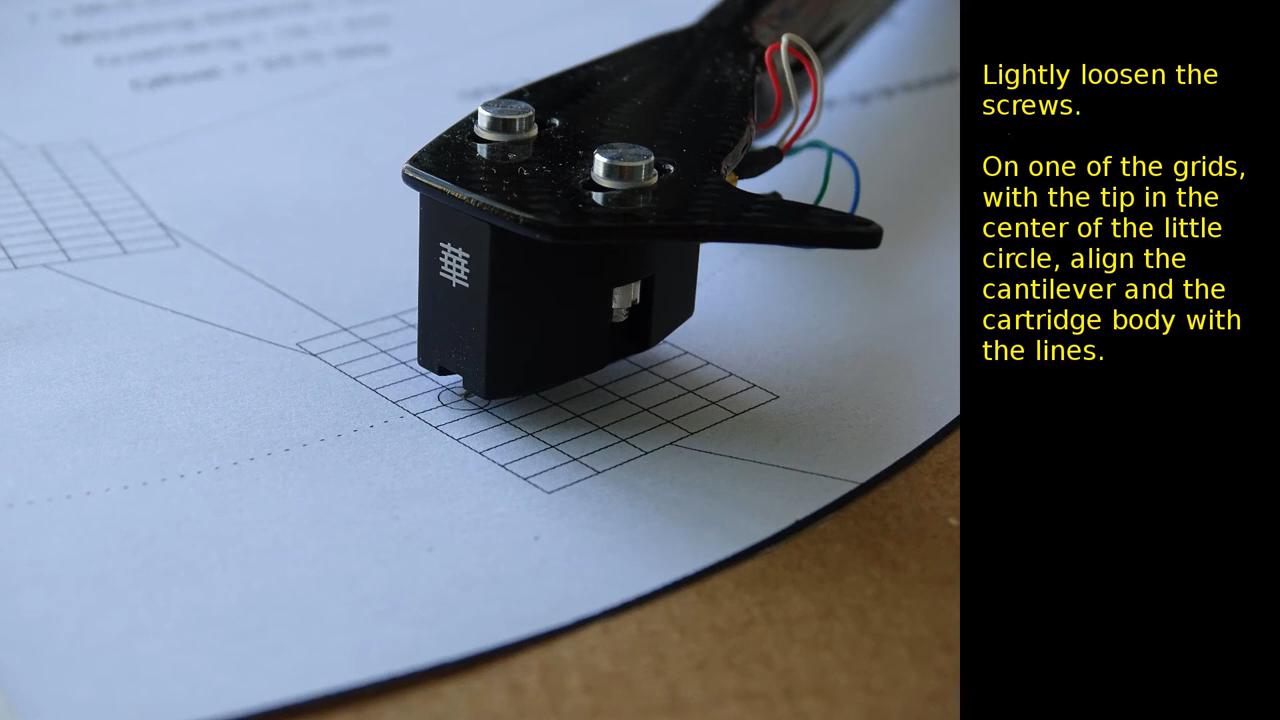 華
Lightly loosen the
screws.
On one of the grids,
with the tip in the
center of the little
circle, align the
cantilever and the
cartridge body with
the lines.